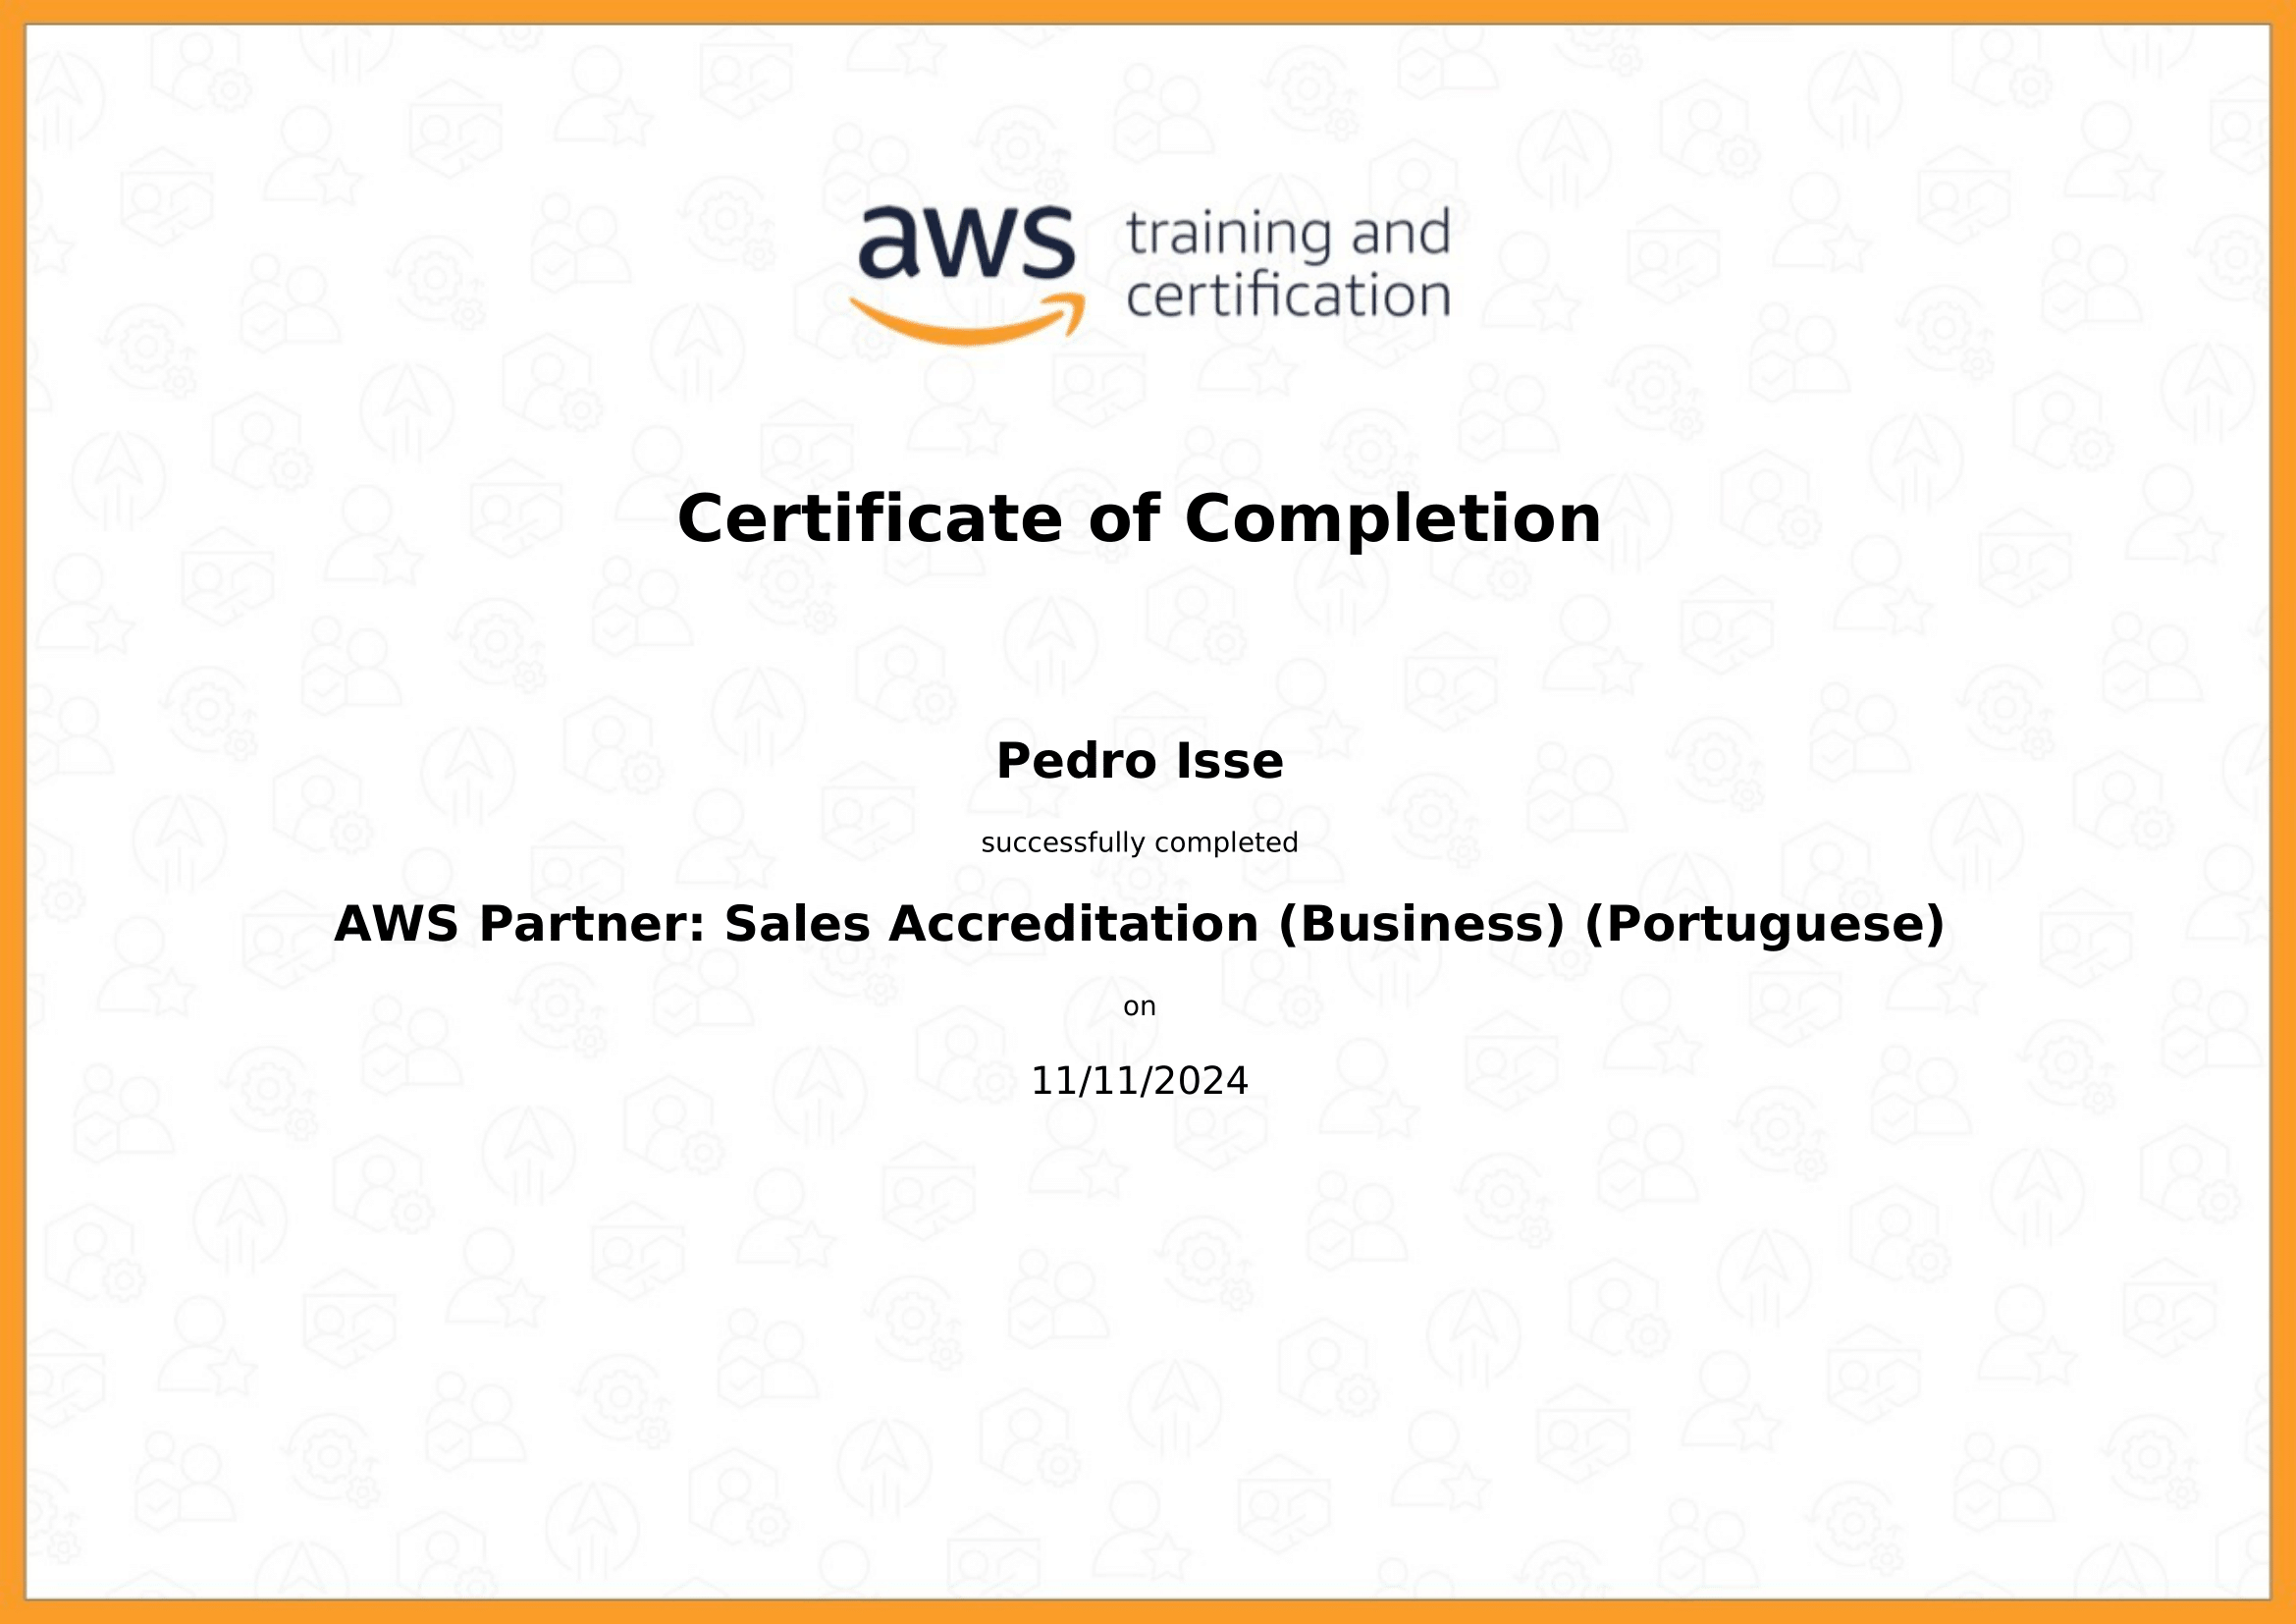 aws training and
certification
Certificate of Completion
Pedro Isse
successfully completed
AWS Partner: Sales Accreditation (Business) (Portuguese)
on
11/11/2024